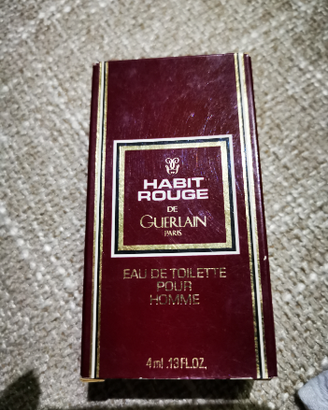 HABIT
ROUGE
DE
GUERLAIN
PARIS
EAU DE TOILETTE
POUR
HOMME
4 ml .13 FL.OZ.